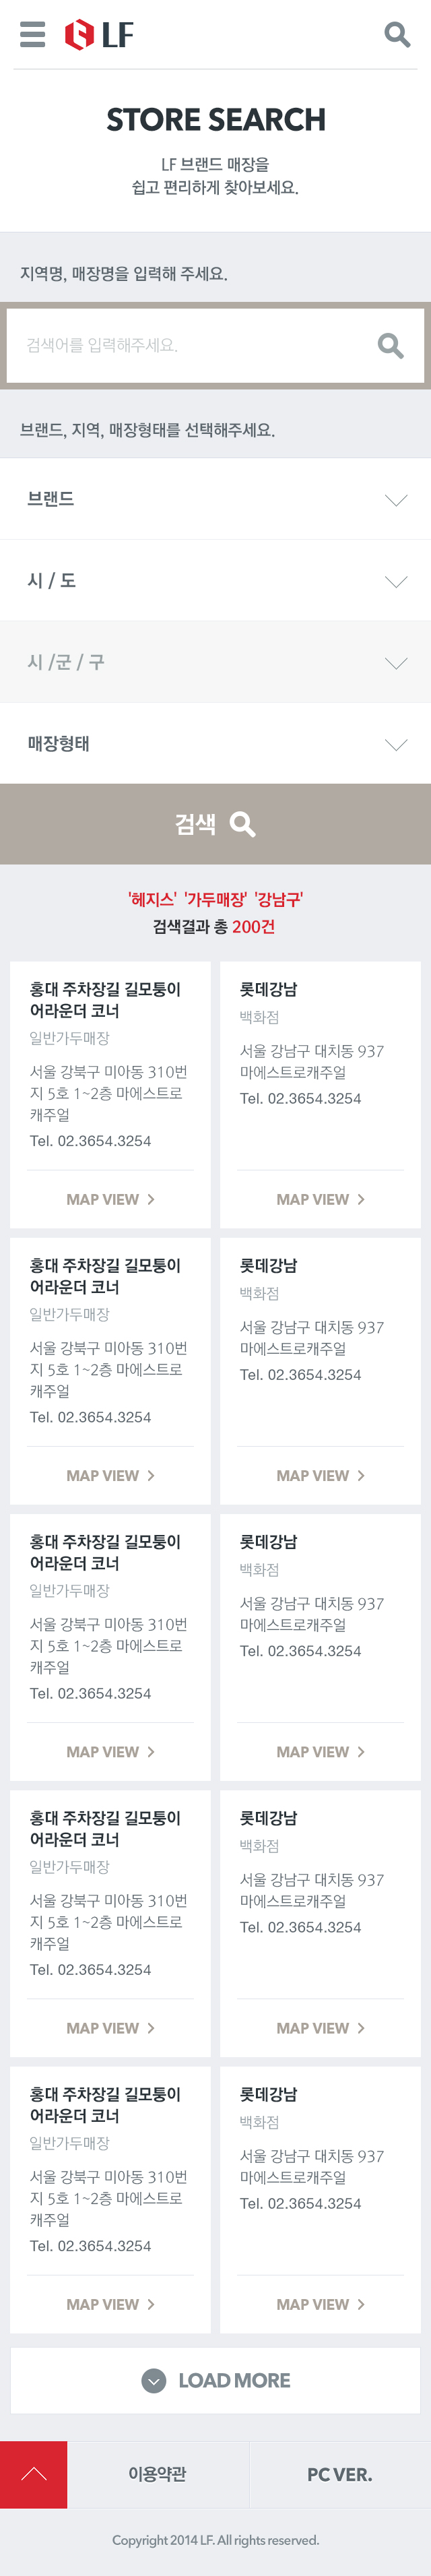 LF
STORE SEARCH
LF 브랜드 매장을
쉽고 편리하게 찾아보세요.
지역명, 매장명을 입력해 주세요.
검색어를 입력해주세요.
브랜드, 지역, 매장형태를 선택해주세요.
브랜드
시 / 도
시 /군 / 구
매장형태
검색
'헤지스' '가두매장' '강남구'
검색결과 총 200건
홍대 주차장길 길모퉁이
어라운더 코너
일반가두매장
서울 강북구 미아동 310번
지 5호 1~2층 마에스트로
캐주얼
Tel. 02.3654.3254
MAP VIEW
롯데강남
백화점
서울 강남구 대치동 937
마에스트로캐주얼
Tel. 02.3654.3254
MAP VIEW
홍대 주차장길 길모퉁이
어라운더 코너
일반가두매장
서울 강북구 미아동 310번
지 5호 1~2층 마에스트로
캐주얼
Tel. 02.3654.3254
MAP VIEW
롯데강남
백화점
서울 강남구 대치동 937
마에스트로캐주얼
Tel. 02.3654.3254
MAP VIEW
홍대 주차장길 길모퉁이
어라운더 코너
일반가두매장
서울 강북구 미아동 310번
지 5호 1~2층 마에스트로
캐주얼
Tel. 02.3654.3254
MAP VIEW
롯데강남
백화점
서울 강남구 대치동 937
마에스트로캐주얼
Tel. 02.3654.3254
MAP VIEW
홍대 주차장길 길모퉁이
어라운더 코너
일반가두매장
서울 강북구 미아동 310번
지 5호 1~2층 마에스트로
캐주얼
Tel. 02.3654.3254
MAP VIEW
롯데강남
백화점
서울 강남구 대치동 937
마에스트로캐주얼
Tel. 02.3654.3254
MAP VIEW
홍대 주차장길 길모퉁이
어라운더 코너
일반가두매장
서울 강북구 미아동 310번
지 5호 1~2층 마에스트로
캐주얼
Tel. 02.3654.3254
MAP VIEW
롯데강남
백화점
서울 강남구 대치동 937
마에스트로캐주얼
Tel. 02.3654.3254
MAP VIEW
LOAD MORE
이용약관
PC VER.
Copyright 2014 LF. All rights reserved.